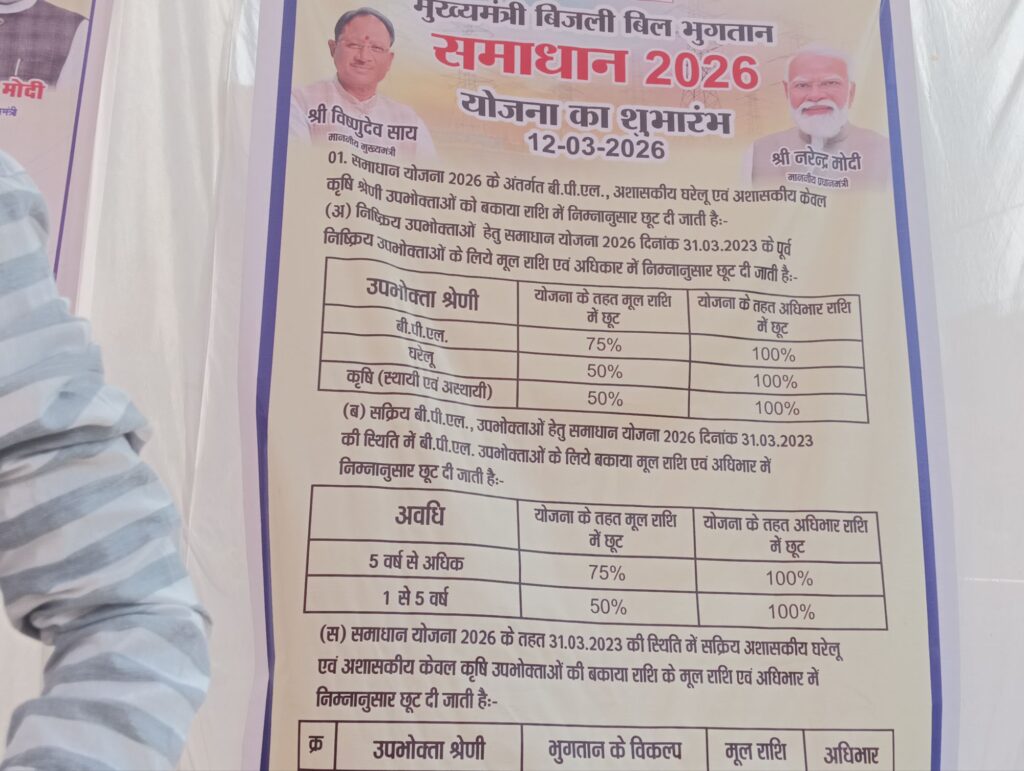 मोदी
मुख्यमंत्री बिजली बिल भुगतान
समाधान 2026
योजना का शुभारंभ
12-03-2026
श्री विष्णुदेव साय
माननीय मुख्यमंत्री
श्री नरेन्द्र मोदी
माननीय प्रधानमंत्री
01. समाधान योजना 2026 के अंतर्गत बी.पी.एल., अशासकीय घरेलू एवं अशासकीय केवल
कृषि श्रेणी उपभोक्ताओं को बकाया राशि में निम्नानुसार छूट दी जाती है:-
(अ) निष्क्रिय उपभोक्ताओं हेतु समाधान योजना 2026 दिनांक 31.03.2023 के पूर्व
निष्क्रिय उपभोक्ताओं के लिये मूल राशि एवं अधिकार में निम्नानुसार छूट दी जाती है:-
उपभोक्ता श्रेणी योजना के तहत मूल राशि में छूट योजना के तहत अधिभार राशि में छूट
बी.पी.एल. 75% 100%
घरेलू 50% 100%
कृषि (स्थायी एवं अस्थायी) 50% 100%
(ब) सक्रिय बी.पी.एल., उपभोक्ताओं हेतु समाधान योजना 2026 दिनांक 31.03.2023
की स्थिति में बी.पी.एल. उपभोक्ताओं के लिये बकाया मूल राशि एवं अधिभार में
निम्नानुसार छूट दी जाती है:-
अवधि योजना के तहत मूल राशि में छूट योजना के तहत अधिभार राशि में छूट
5 वर्ष से अधिक 75% 100%
1 से 5 वर्ष 50% 100%
(स) समाधान योजना 2026 के तहत 31.03.2023 की स्थिति में सक्रिय अशासकीय घरेलू
एवं अशासकीय केवल कृषि उपभोक्ताओं की बकाया राशि के मूल राशि एवं अधिभार में
निम्नानुसार छूट दी जाती है:-
क्र उपभोक्ता श्रेणी भुगतान के विकल्प मूल राशि अधिभार